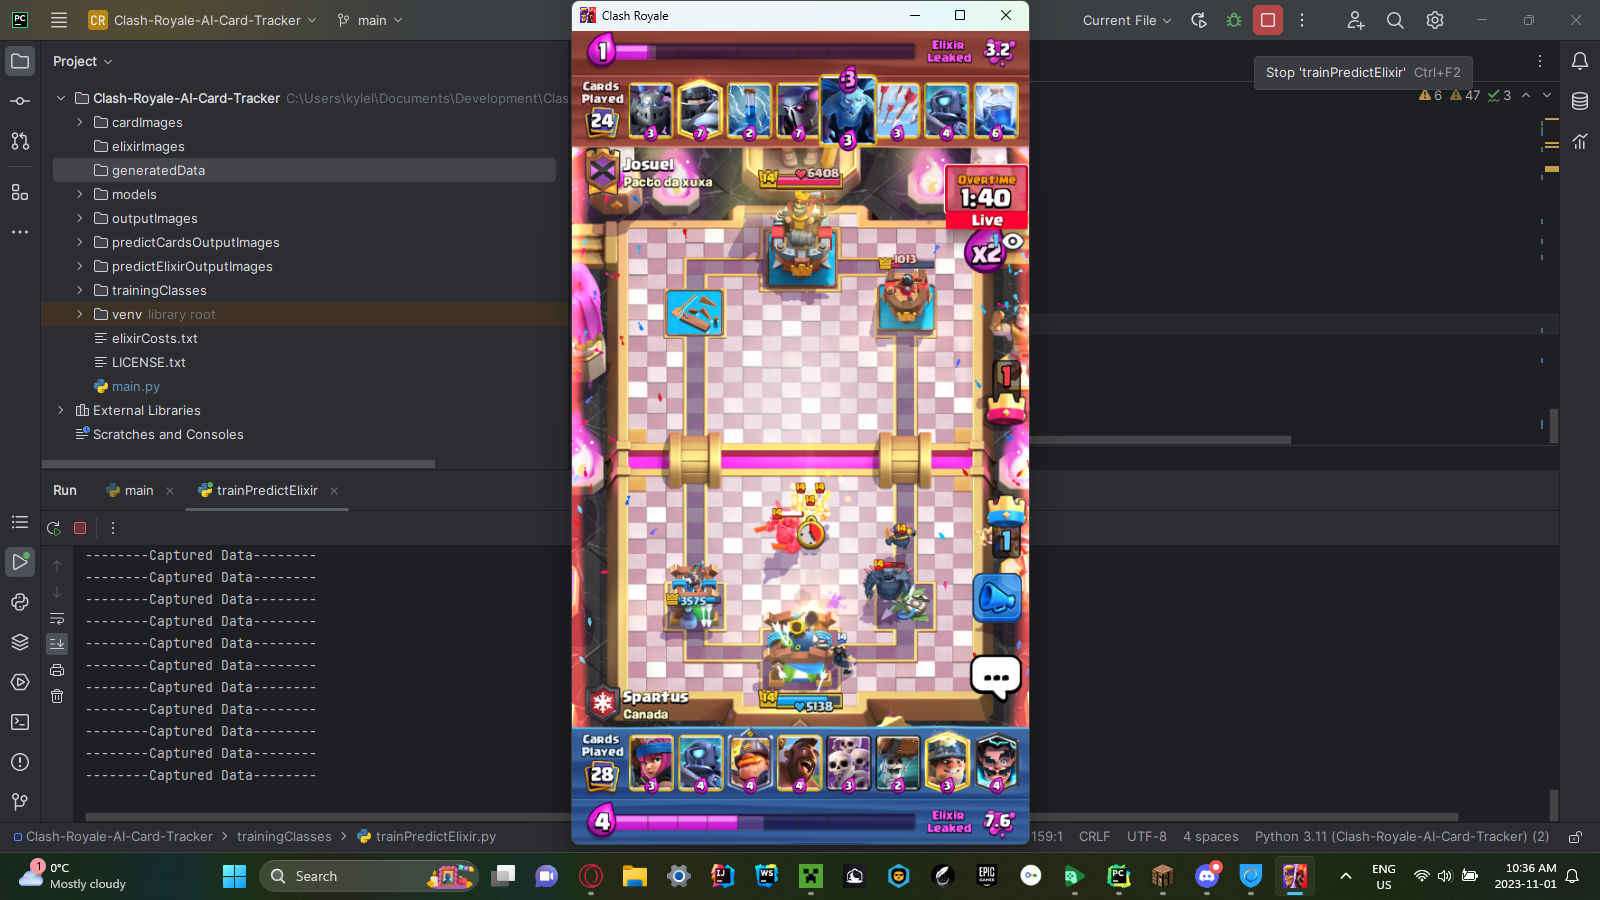 PC
CR
Clash-Royale-AI-Card-Tracker
main
Clash Royale
Current File
Stop 'trainPredictElixir' Ctrl+F2
6
47
3
Project
Clash-Royale-AI-Card-Tracker C:\Users\kylel\Documents\Development\Clas
cardImages
elixirImages
generatedData
models
outputImages
predictCardsOutputImages
predictElixirOutputImages
trainingClasses
venv library root
elixirCosts.txt
LICENSE.txt
main.py
External Libraries
Scratches and Consoles
1
Elixir
Leaked
3.2
Cards
Played
24
3
7
2
7
-3
3
3
4
6
Josuel
Pacto da xuxa
14
6408
Overtime
1:40
Live
x2
1013
1
1
14
14
14
14
14
14
14
3575
14
5138
Spartus
Canada
Cards
Played
28
3
4
4
4
3
2
3
4
4
Elixir
Leaked
7.6
Run
main
trainPredictElixir
--------Captured Data--------
--------Captured Data--------
--------Captured Data--------
--------Captured Data--------
--------Captured Data--------
--------Captured Data--------
--------Captured Data--------
--------Captured Data--------
--------Captured Data--------
--------Captured Data--------
--------Captured Data--------
Clash-Royale-AI-Card-Tracker
trainingClasses
trainPredictElixir.py
159:1
CRLF
UTF-8
4 spaces
Python 3.11 (Clash-Royale-AI-Card-Tracker) (2)
1
0°C
Mostly cloudy
Search
IJ
WS
EPIC
GAMES
PC
ENG
US
10:36 AM
2023-11-01